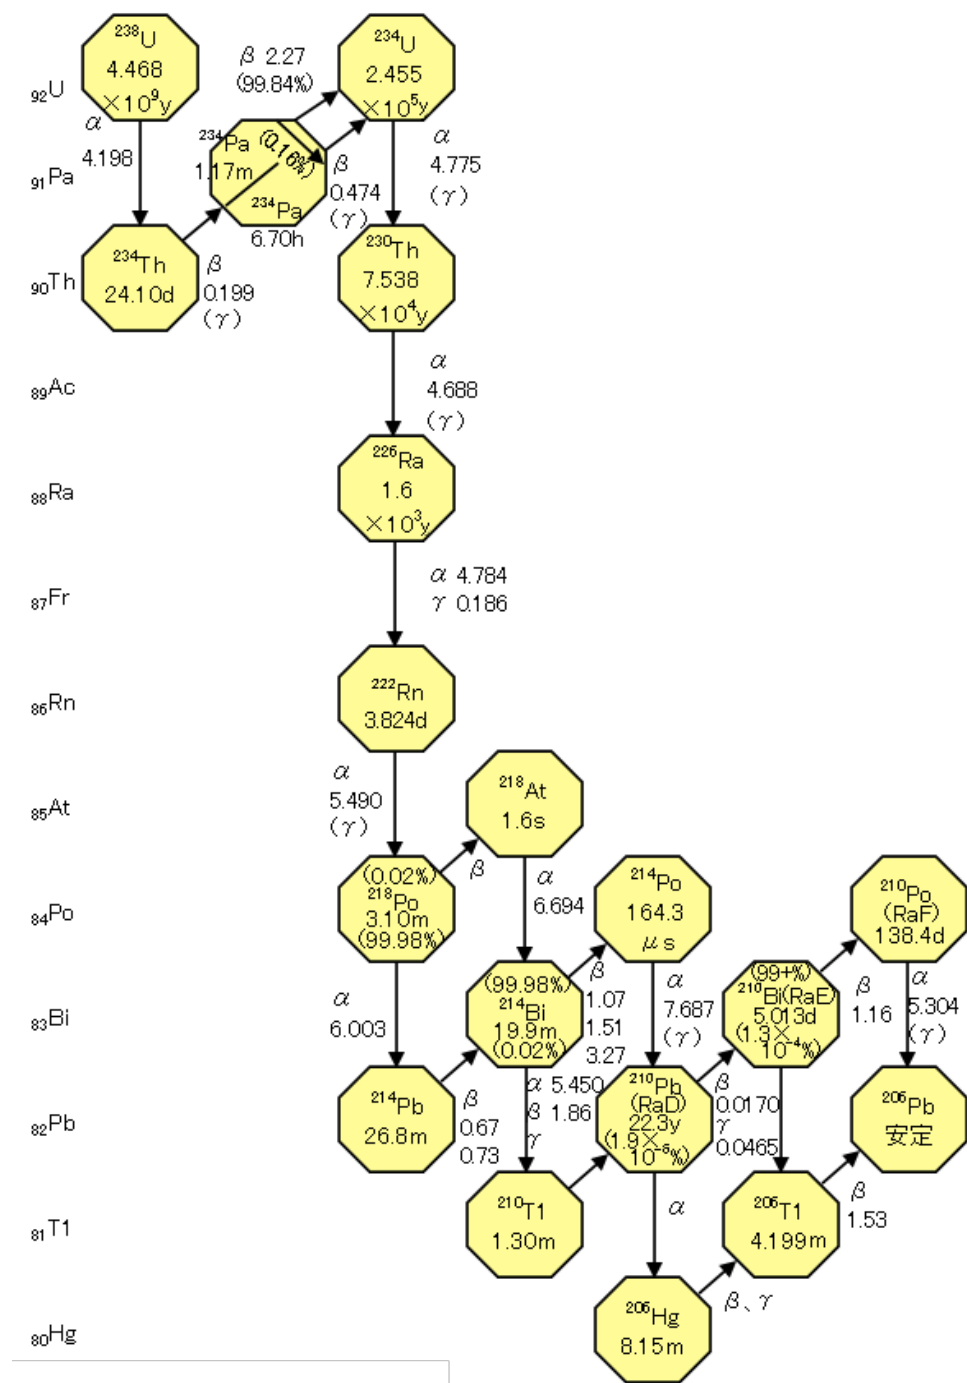 ₉₂U
²³⁸U
4.468
×10⁹y
β 2.27
(99.84%)
²³⁴U
2.455
×10⁵y
α
4.198
₉₁Pa
²³⁴Pa
1.17m
(0.16%)
²³⁴Pa
6.70h
β
0.474
(γ)
α
4.775
(γ)
₉₀Th
²³⁴Th
24.10d
β
0.199
(γ)
²³⁰Th
7.538
×10⁴y
₈₉Ac
α
4.688
(γ)
₈₈Ra
²²⁶Ra
1.6
×10³y
₈₇Fr
α 4.784
γ 0.186
₈₆Rn
²²²Rn
3.824d
₈₅At
α
5.490
(γ)
²¹⁸At
1.6s
₈₄Po
(0.02%)
²¹⁸Po
3.10m
(99.98%)
β
α
6.694
²¹⁴Po
164.3
μs
²¹⁰Po
(RaF)
138.4d
₈₃Bi
α
6.003
(99.98%)
²¹⁴Bi
19.9m
(0.02%)
β
1.07
1.51
3.27
α
7.687
(γ)
(99+%)
²¹⁰Bi(RaE)
5.013d
(1.3×
10⁻⁴%)
β
1.16
α
5.304
(γ)
₈₂Pb
²¹⁴Pb
26.8m
β
0.67
0.73
α 5.450
β 1.86
γ
²¹⁰Pb
(RaD)
22.3y
(1.9×
10⁻⁶%)
β
0.0170
γ
0.0465
²⁰⁶Pb
安定
₈₁T1
²¹⁰T1
1.30m
α
²⁰⁶T1
4.199m
β
1.53
₈₀Hg
²⁰⁶Hg
8.15m
β、γ